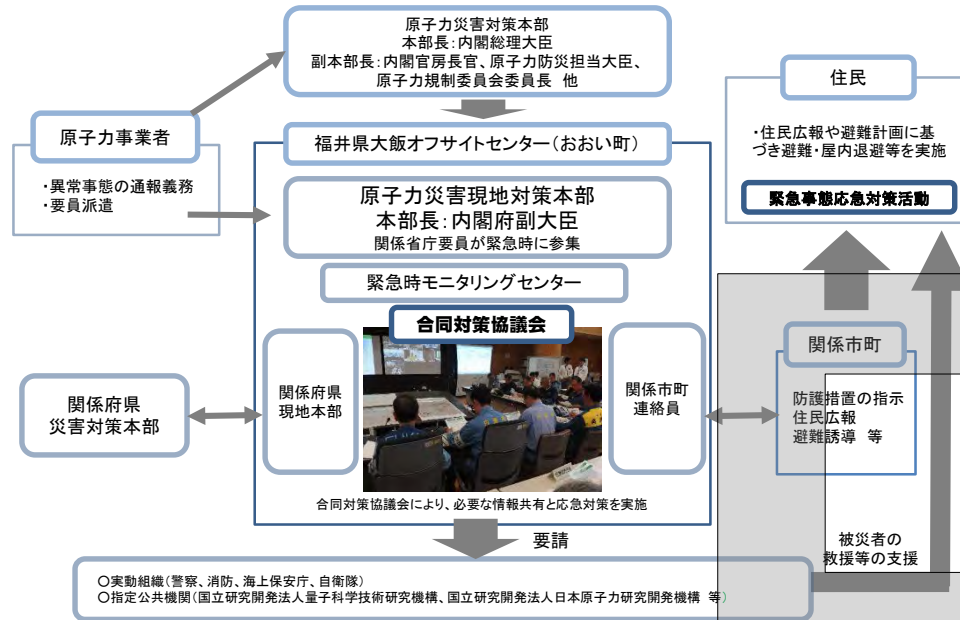 原子力災害対策本部
本部長:内閣総理大臣
副本部長:内閣官房長官、原子力防災担当大臣、
原子力規制委員会委員長 他
原子力事業者
・異常事態の通報義務
・要員派遣
福井県大飯オフサイトセンター(おおい町)
原子力災害現地対策本部
本部長:内閣府副大臣
関係省庁要員が緊急時に参集
緊急時モニタリングセンター
合同対策協議会
関係府県
現地本部
関係市町
連絡員
合同対策協議会により、必要な情報共有と応急対策を実施
関係府県
災害対策本部
住民
・住民広報や避難計画に基
づき避難・屋内退避等を実施
緊急事態応急対策活動
関係市町
防護措置の指示
住民広報
避難誘導 等
被災者の
救援等の支援
要請
○実動組織(警察、消防、海上保安庁、自衛隊)
○指定公共機関(国立研究開発法人量子科学技術研究機構、国立研究開発法人日本原子力研究開発機構 等)